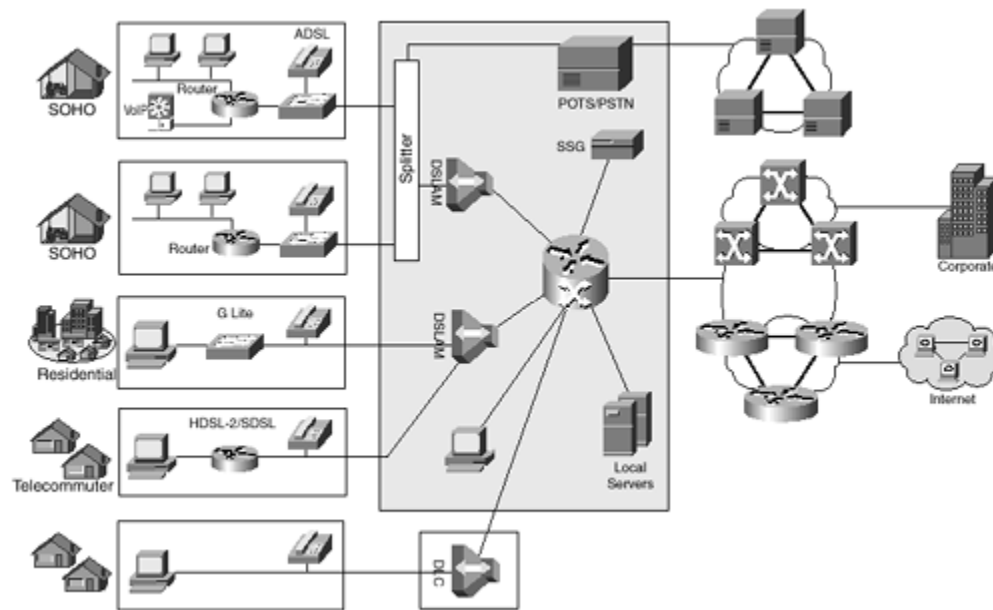 ADSL
SOHO
Router
VoIP
Splitter
POTS/PSTN
SSG
DSLAM
SOHO
Router
Corporate
G Lite
DSLAM
Residential
Internet
HDSL-2/SDSL
Telecommuter
Local
Servers
DLC